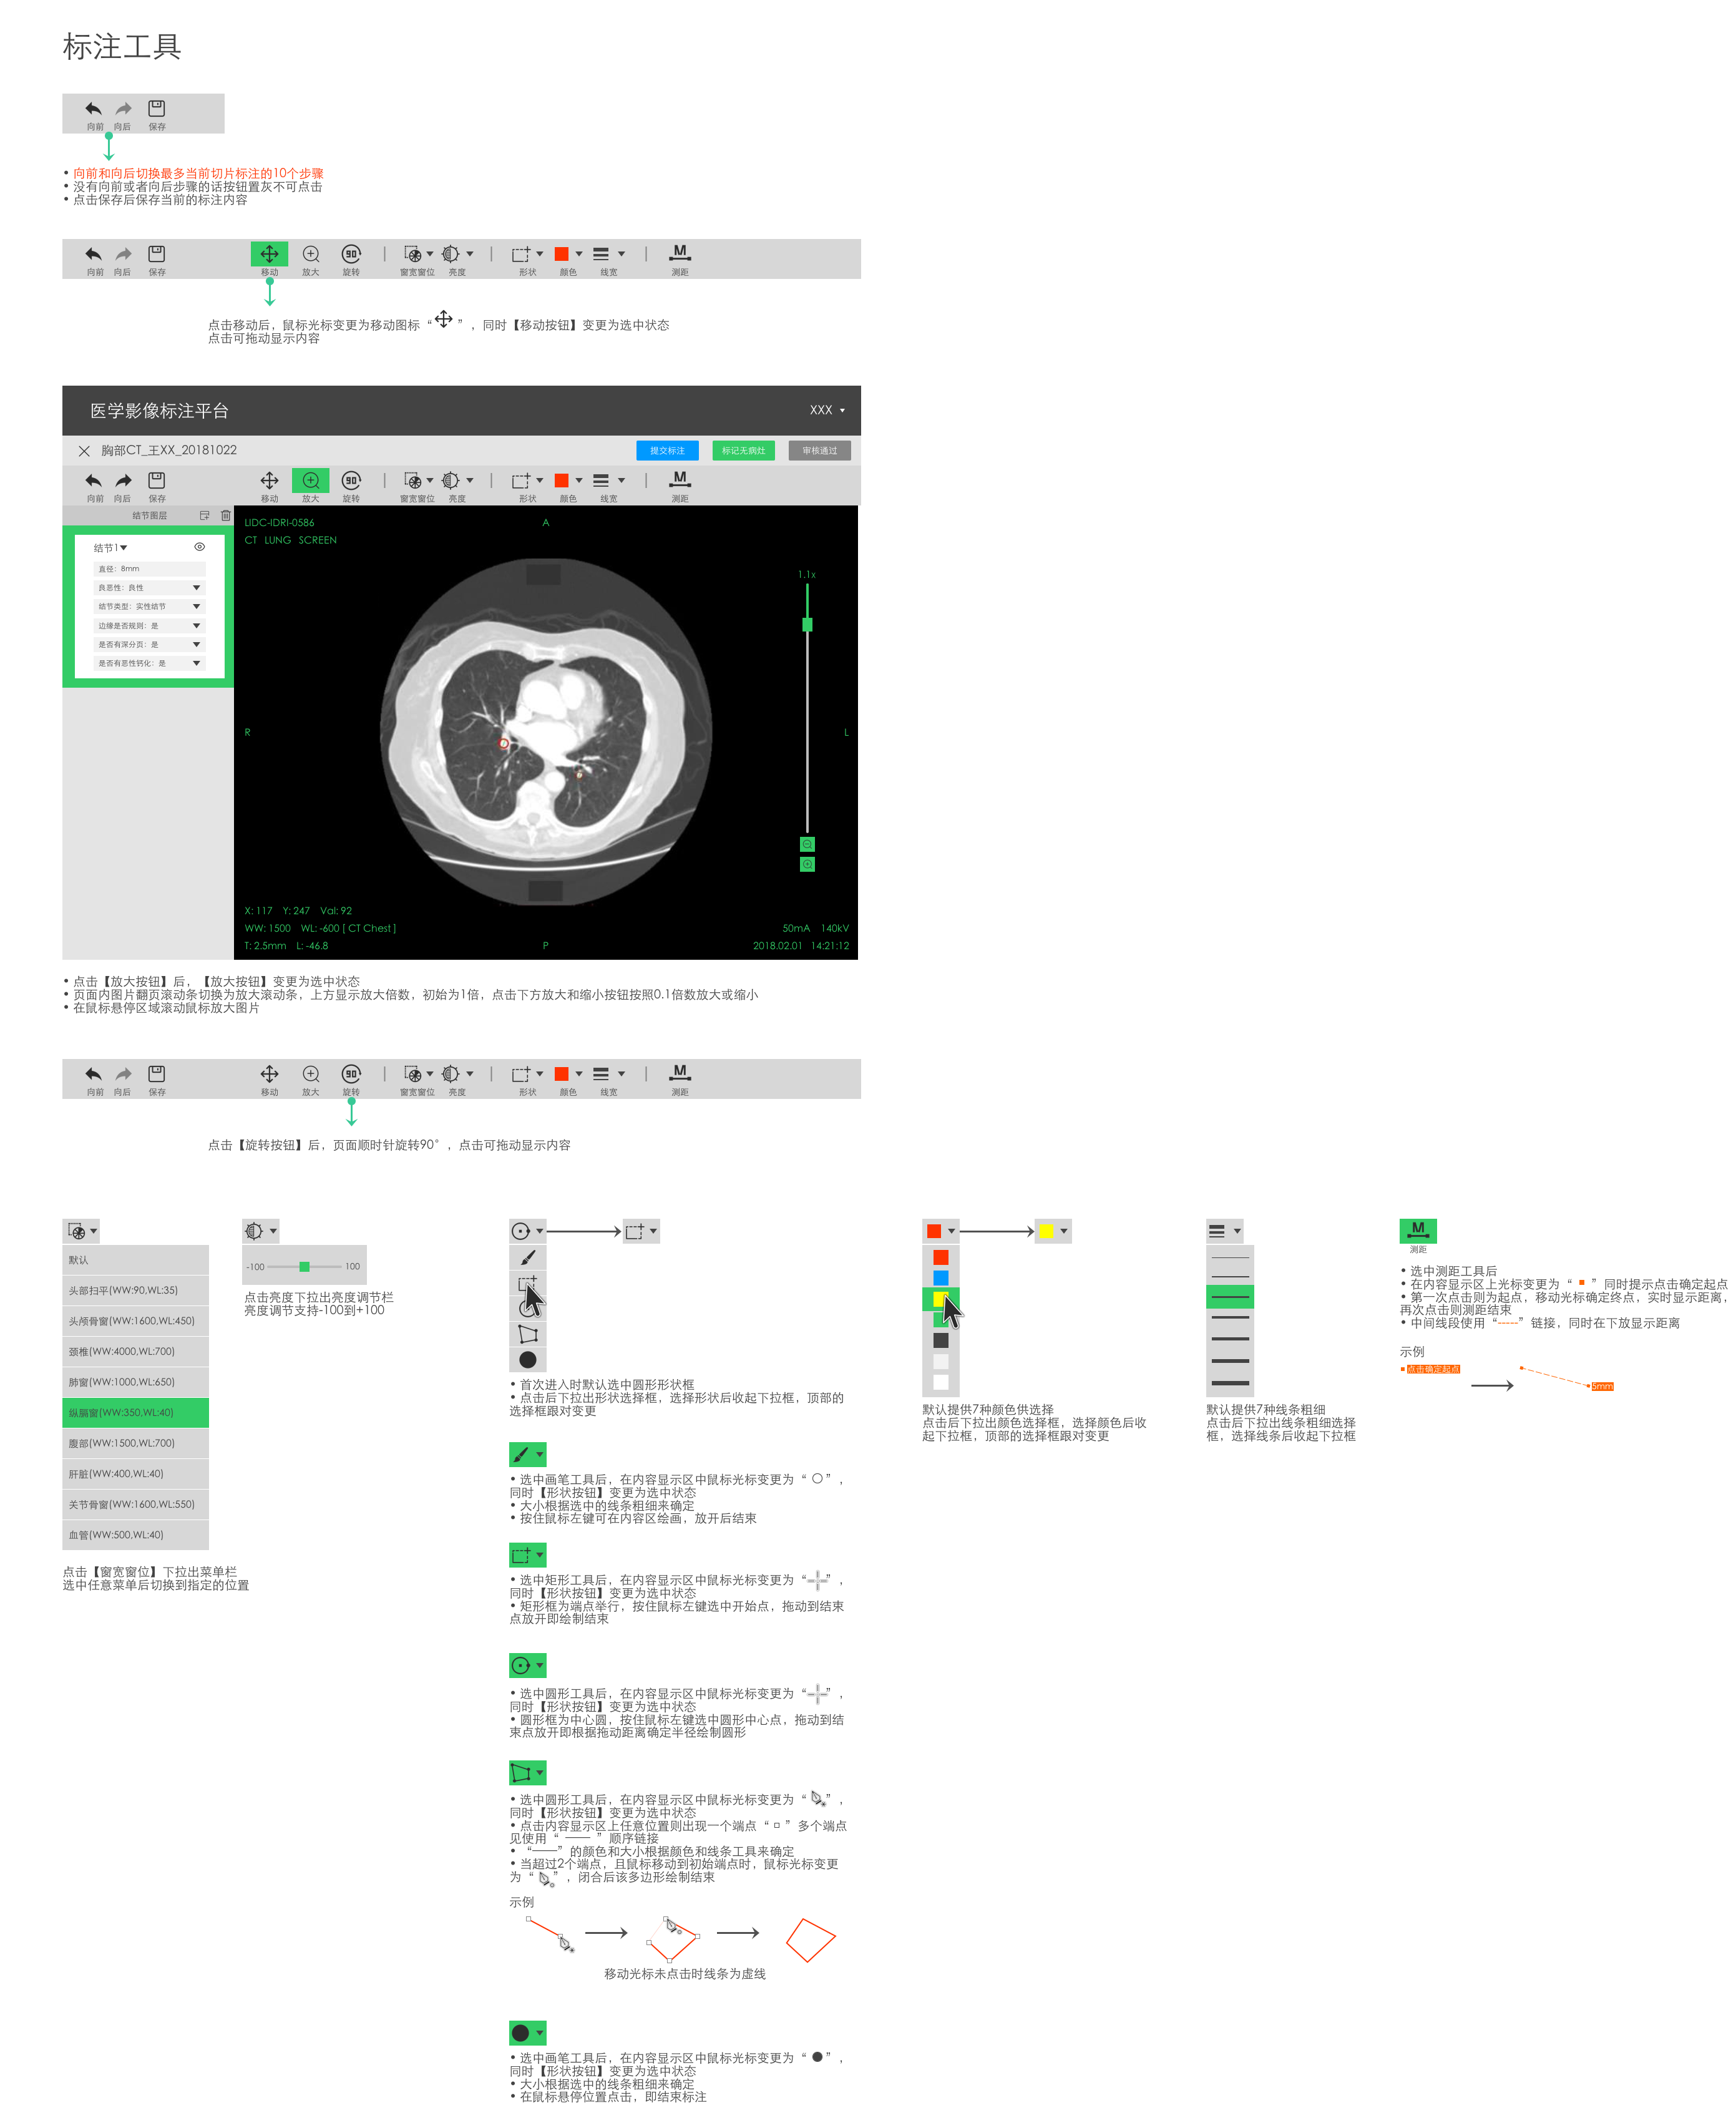 标注工具
向前 向后 保存
• 向前和向后切换最多当前切片标注的10个步骤
• 没有向前或者向后步骤的话按钮置灰不可点击
• 点击保存后保存当前的标注内容
向前 向后 保存 移动 放大 90 旋转 窗宽窗位 亮度 形状 颜色 线宽 M 测距
点击移动后，鼠标光标变更为移动图标“ ”，同时【移动按钮】变更为选中状态
点击可拖动显示内容
医学影像标注平台 XXX
胸部CT_王XX_20181022 提交标注 标记无病灶 审核通过
向前 向后 保存 移动 放大 90 旋转 窗宽窗位 亮度 形状 颜色 线宽 M 测距
结节图层
结节1
直径：8mm
良恶性：良性
结节类型：实性结节
边缘是否规则：是
是否有深分页：是
是否有恶性钙化：是
LIDC-IDRI-0586 A
CT LUNG SCREEN
1.1x
R L
X: 117 Y: 247 Val: 92
WW: 1500 WL: -600 [ CT Chest ] 50mA 140kV
T: 2.5mm L: -46.8 P 2018.02.01 14:21:12
• 点击【放大按钮】后，【放大按钮】变更为选中状态
• 页面内图片翻页滚动条切换为放大滚动条，上方显示放大倍数，初始为1倍，点击下方放大和缩小按钮按照0.1倍数放大或缩小
• 在鼠标悬停区域滚动鼠标放大图片
向前 向后 保存 移动 放大 90 旋转 窗宽窗位 亮度 形状 颜色 线宽 M 测距
点击【旋转按钮】后，页面顺时针旋转90°，点击可拖动显示内容
默认
头部扫平(WW:90,WL:35)
头颅骨窗(WW:1600,WL:450)
颈椎(WW:4000,WL:700)
肺窗(WW:1000,WL:650)
纵膈窗(WW:350,WL:40)
腹部(WW:1500,WL:700)
肝脏(WW:400,WL:40)
关节骨窗(WW:1600,WL:550)
血管(WW:500,WL:40)
点击【窗宽窗位】下拉出菜单栏
选中任意菜单后切换到指定的位置
-100 100
点击亮度下拉出亮度调节栏
亮度调节支持-100到+100
• 首次进入时默认选中圆形形状框
• 点击后下拉出形状选择框，选择形状后收起下拉框，顶部的
选择框跟对变更
• 选中画笔工具后，在内容显示区中鼠标光标变更为“ ”，
同时【形状按钮】变更为选中状态
• 大小根据选中的线条粗细来确定
• 按住鼠标左键可在内容区绘画，放开后结束
• 选中矩形工具后，在内容显示区中鼠标光标变更为“ ”，
同时【形状按钮】变更为选中状态
• 矩形框为端点举行，按住鼠标左键选中开始点，拖动到结束
点放开即绘制结束
• 选中圆形工具后，在内容显示区中鼠标光标变更为“ ”，
同时【形状按钮】变更为选中状态
• 圆形框为中心圆，按住鼠标左键选中圆形中心点，拖动到结
束点放开即根据拖动距离确定半径绘制圆形
• 选中圆形工具后，在内容显示区中鼠标光标变更为“ ”，
同时【形状按钮】变更为选中状态
• 点击内容显示区上任意位置则出现一个端点“ ”多个端点
见使用“ —— ”顺序链接
• “——”的颜色和大小根据颜色和线条工具来确定
• 当超过2个端点，且鼠标移动到初始端点时，鼠标光标变更
为“ ”，闭合后该多边形绘制结束
示例
移动光标未点击时线条为虚线
• 选中画笔工具后，在内容显示区中鼠标光标变更为“ ”，
同时【形状按钮】变更为选中状态
• 大小根据选中的线条粗细来确定
• 在鼠标悬停位置点击，即结束标注
默认提供7种颜色供选择
点击后下拉出颜色选择框，选择颜色后收
起下拉框，顶部的选择框跟对变更
默认提供7种线条粗细
点击后下拉出线条粗细选择
框，选择线条后收起下拉框
M
测距
• 选中测距工具后
• 在内容显示区上光标变更为“ ”同时提示点击确定起点
• 第一次点击则为起点，移动光标确定终点，实时显示距离，
再次点击则测距结束
• 中间线段使用“-----”链接，同时在下放显示距离
示例
点击确定起点
5mm